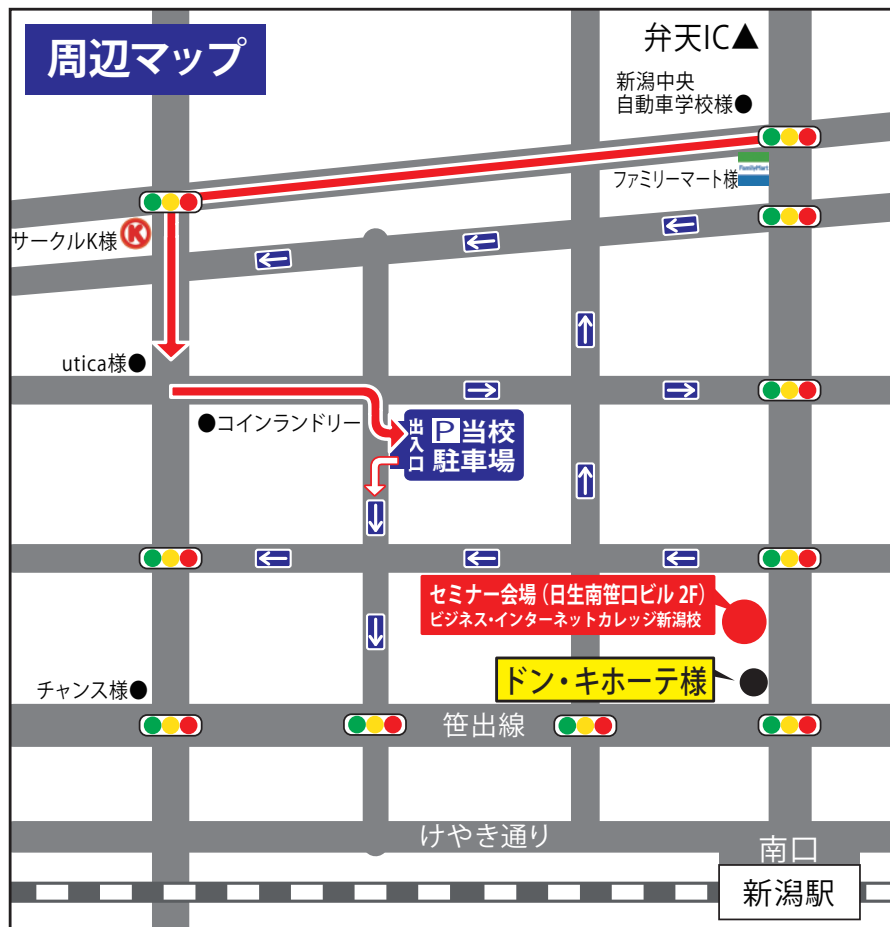 周辺マップ
弁天IC▲
新潟中央
自動車学校様●
FamilyMart
ファミリーマート様
サークルK様
K
utica様●
●コインランドリー
出入口
P当校
駐車場
セミナー会場（日生南笹口ビル 2F）
ビジネス・インターネットカレッジ新潟校
ドン・キホーテ様
チャンス様●
笹出線
けやき通り
南口
新潟駅